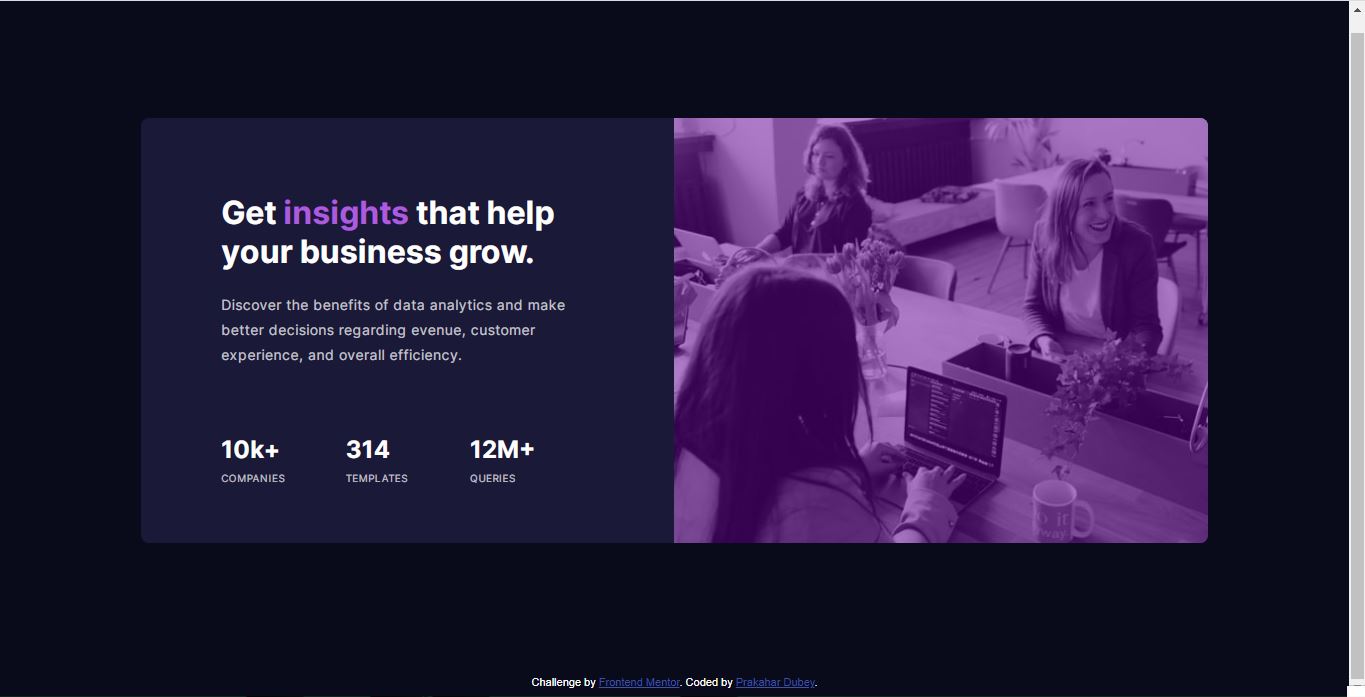 Get insights that help
your business grow.
Discover the benefits of data analytics and make
better decisions regarding evenue, customer
experience, and overall efficiency.
10k+ 314 12M+
COMPANIES TEMPLATES QUERIES
Challenge by Frontend Mentor. Coded by Prakahar Dubey.